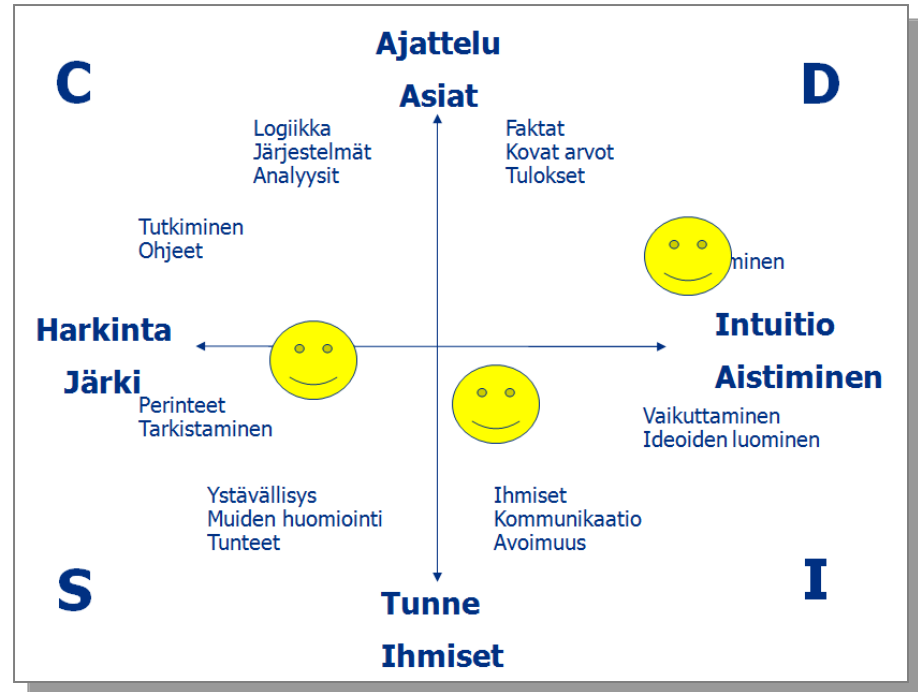 Ajattelu
Asiat
C
D
Logiikka
Järjestelmät
Analyysit
Faktat
Kovat arvot
Tulokset
Tutkiminen
Ohjeet
Harkinta
Järki
Intuitio
Aistiminen
Perinteet
Tarkistaminen
Vaikuttaminen
Ideoiden luominen
Ystävällisys
Muiden huomiointi
Tunteet
Ihmiset
Kommunikaatio
Avoimuus
S
I
Tunne
Ihmiset